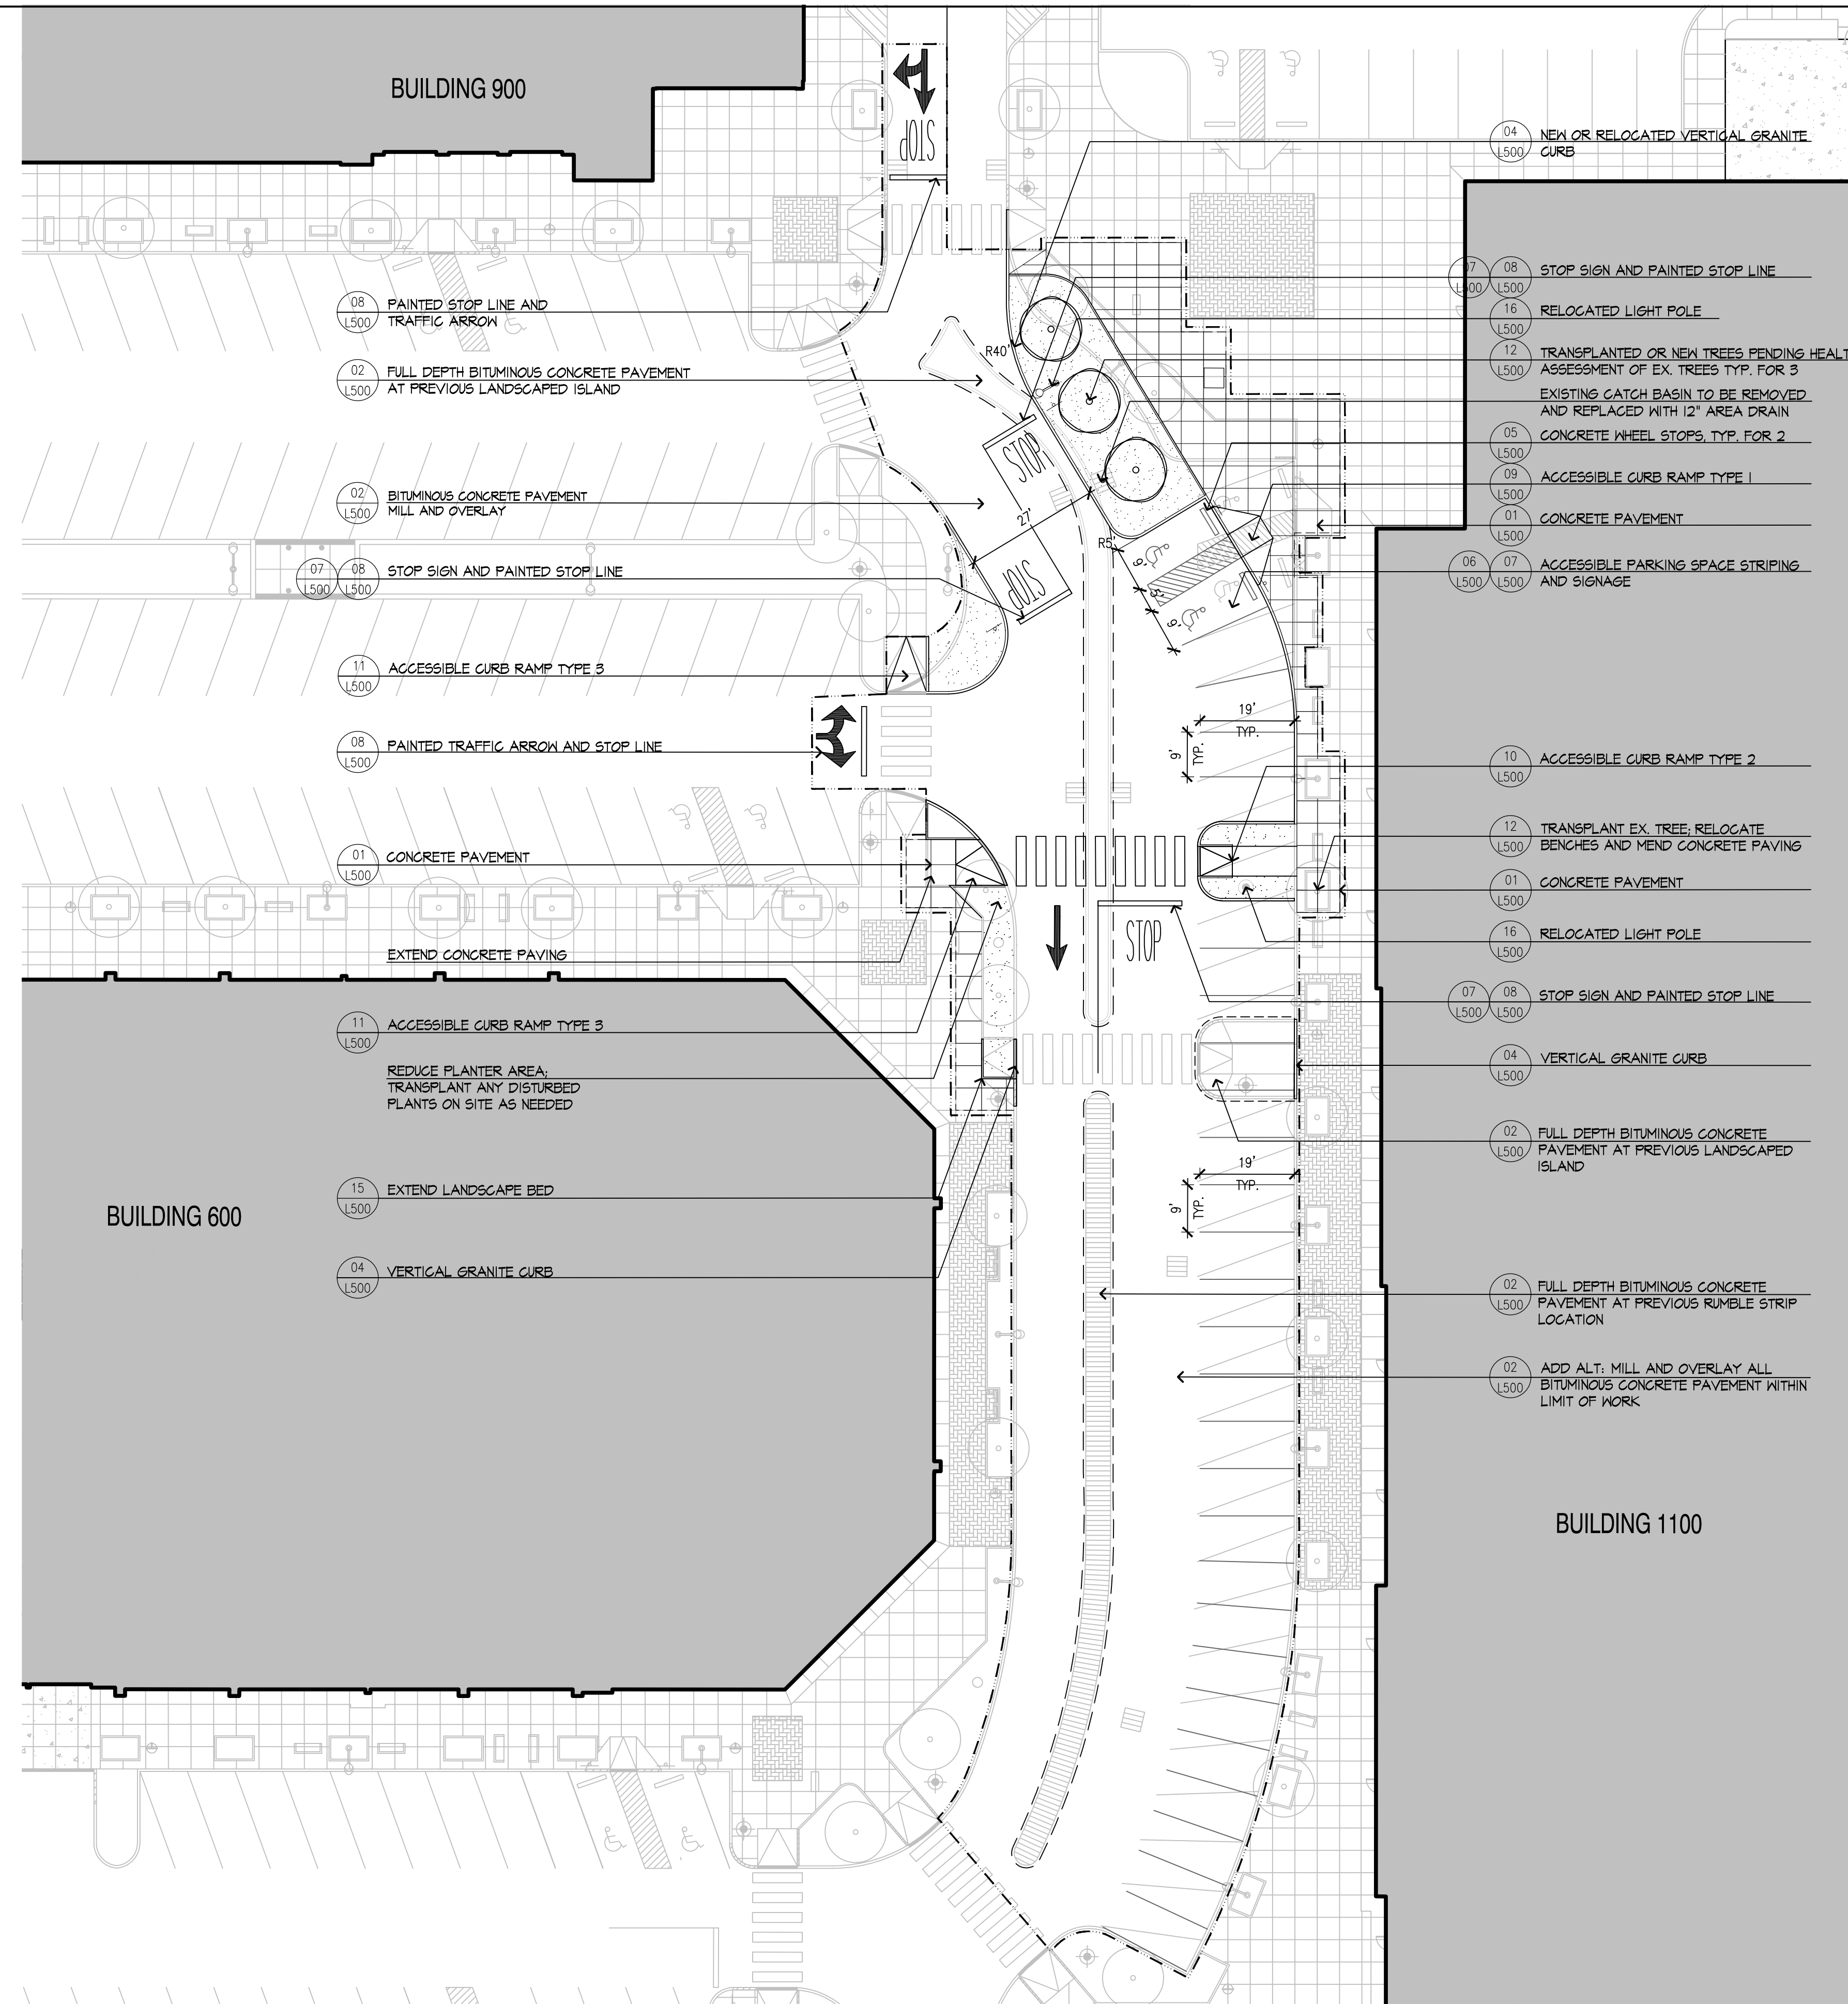 BUILDING 900
STOP
04
L500
NEW OR RELOCATED VERTICAL GRANITE
CURB
07
L500
08
L500
STOP SIGN AND PAINTED STOP LINE
16
L500
RELOCATED LIGHT POLE
12
L500
TRANSPLANTED OR NEW TREES PENDING HEALT
ASSESSMENT OF EX. TREES TYP. FOR 3
EXISTING CATCH BASIN TO BE REMOVED
AND REPLACED WITH 12" AREA DRAIN
05
L500
CONCRETE WHEEL STOPS, TYP. FOR 2
09
L500
ACCESSIBLE CURB RAMP TYPE 1
01
L500
CONCRETE PAVEMENT
06
L500
07
L500
ACCESSIBLE PARKING SPACE STRIPING
AND SIGNAGE
10
L500
ACCESSIBLE CURB RAMP TYPE 2
12
L500
TRANSPLANT EX. TREE; RELOCATE
BENCHES AND MEND CONCRETE PAVING
01
L500
CONCRETE PAVEMENT
16
L500
RELOCATED LIGHT POLE
07
L500
08
L500
STOP SIGN AND PAINTED STOP LINE
04
L500
VERTICAL GRANITE CURB
02
L500
FULL DEPTH BITUMINOUS CONCRETE
PAVEMENT AT PREVIOUS LANDSCAPED
ISLAND
02
L500
FULL DEPTH BITUMINOUS CONCRETE
PAVEMENT AT PREVIOUS RUMBLE STRIP
LOCATION
02
L500
ADD ALT: MILL AND OVERLAY ALL
BITUMINOUS CONCRETE PAVEMENT WITHIN
LIMIT OF WORK
BUILDING 1100
08
L500
PAINTED STOP LINE AND
TRAFFIC ARROW
02
L500
FULL DEPTH BITUMINOUS CONCRETE PAVEMENT
AT PREVIOUS LANDSCAPED ISLAND
02
L500
BITUMINOUS CONCRETE PAVEMENT
MILL AND OVERLAY
07
L500
08
L500
STOP SIGN AND PAINTED STOP LINE
11
L500
ACCESSIBLE CURB RAMP TYPE 3
08
L500
PAINTED TRAFFIC ARROW AND STOP LINE
01
L500
CONCRETE PAVEMENT
EXTEND CONCRETE PAVING
11
L500
ACCESSIBLE CURB RAMP TYPE 3
REDUCE PLANTER AREA;
TRANSPLANT ANY DISTURBED
PLANTS ON SITE AS NEEDED
15
L500
EXTEND LANDSCAPE BED
04
L500
VERTICAL GRANITE CURB
BUILDING 600
R40'
STOP
27'
STOP
R5'
9'
5'
9'
19'
TYP.
9'
TYP.
STOP
19'
TYP.
9'
TYP.